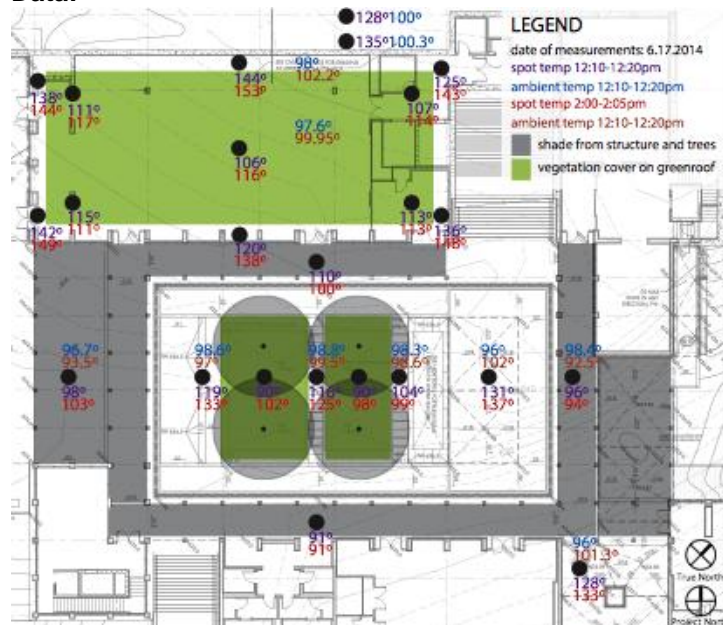 Data:
128º100º
135º100.3º
LEGEND
date of measurements: 6.17.2014
spot temp 12:10-12:20pm
ambient temp 12:10-12:20pm
spot temp 2:00-2:05pm
ambient temp 12:10-12:20pm
shade from structure and trees
vegetation cover on greenroof
98º
102.2º
144º
153º
125º
143º
138º
144º
111º
117º
107º
114º
97.6º
99.95º
106º
116º
115º
111º
113º
113º
142º
149º
136º
148º
120º
138º
110º
100º
96.7º
93.5º
98º
103º
98.6º
97º
119º
133º
102º
98.8º
99.5º
116º
125º
98º
98.3º
98.6º
104º
99º
96º
102º
131º
137º
98.4º
92.5º
96º
94º
91º
91º
96º
101.3º
128º
133º
True North
Project North